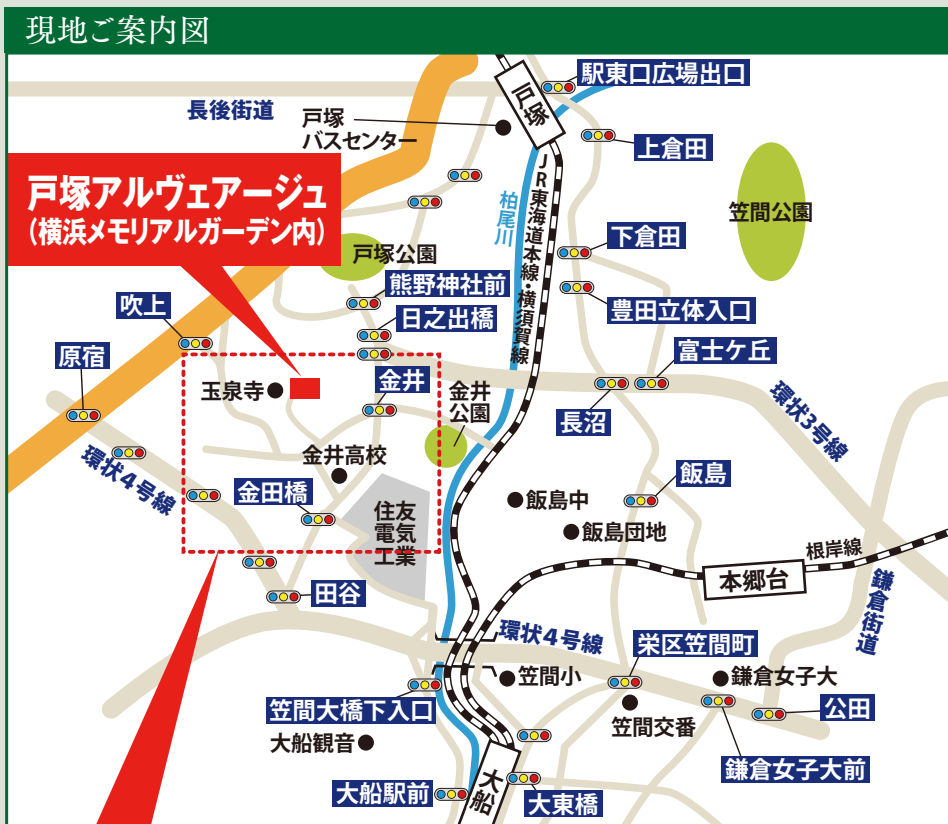 現地ご案内図
駅東口広場出口
戸塚
長後街道
戸塚
バスセンター
上倉田
戸塚アルヴェアージュ
(横浜メモリアルガーデン内)
JR東海道本線・横須賀線
柏尾川
笠間公園
下倉田
戸塚公園
熊野神社前
豊田立体入口
吹上
日之出橋
富士ケ丘
原宿
玉泉寺
金井
金井
公園
長沼
環状3号線
環状4号線
金井高校
飯島
金田橋
飯島中
住友
電気
工業
飯島団地
根岸線
本郷台
鎌倉街道
田谷
環状4号線
栄区笠間町
笠間小
鎌倉女子大
笠間大橋下入口
公田
笠間交番
大船観音
鎌倉女子大前
大船駅前
大船
大東橋